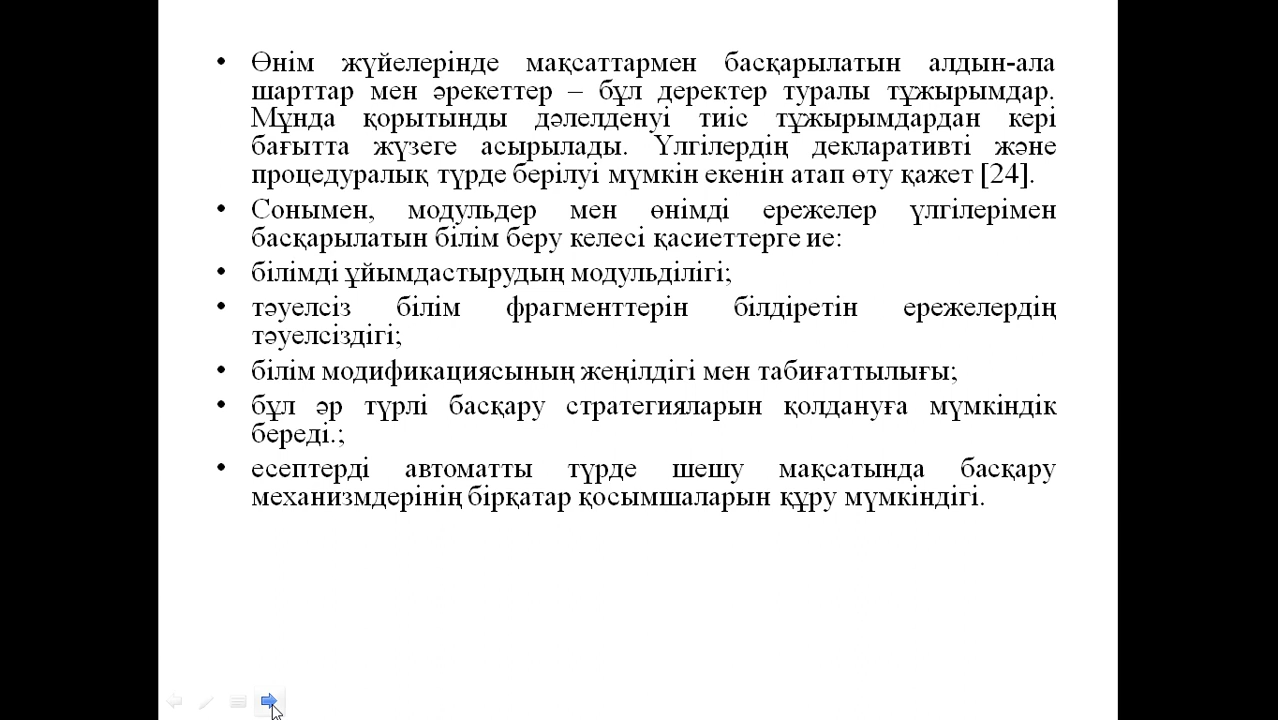 • Өнім жүйелерінде мақсаттармен басқарылатын алдын-ала
шарттар мен әрекеттер – бұл деректер туралы тұжырымдар.
Мұнда қорытынды дәлелденуі тиіс тұжырымдардан кері
бағытта жүзеге асырылады. Үлгілердің декларативті және
процедуралық түрде берілуі мүмкін екенін атап өту қажет [24].
• Сонымен, модульдер мен өнімді ережелер үлгілерімен
басқарылатын білім беру келесі қасиеттерге ие:
• білімді ұйымдастырудың модульділігі;
• тәуелсіз білім фрагменттерін білдіретін ережелердің
тәуелсіздігі;
• білім модификациясының жеңілдігі мен табиғаттылығы;
• бұл әр түрлі басқару стратегияларын қолдануға мүмкіндік
береді.;
• есептерді автоматты түрде шешу мақсатында басқару
механизмдерінің бірқатар қосымшаларын құру мүмкіндігі.